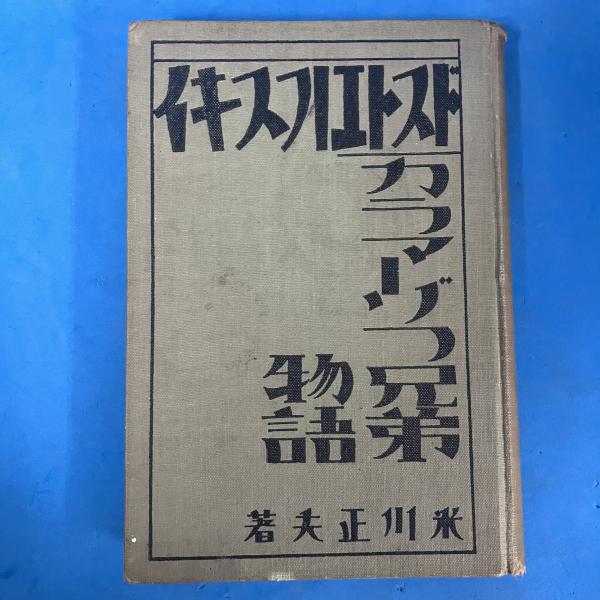 ドストエフスキイ
カラマーゾフ兄弟
物語
米川正夫著